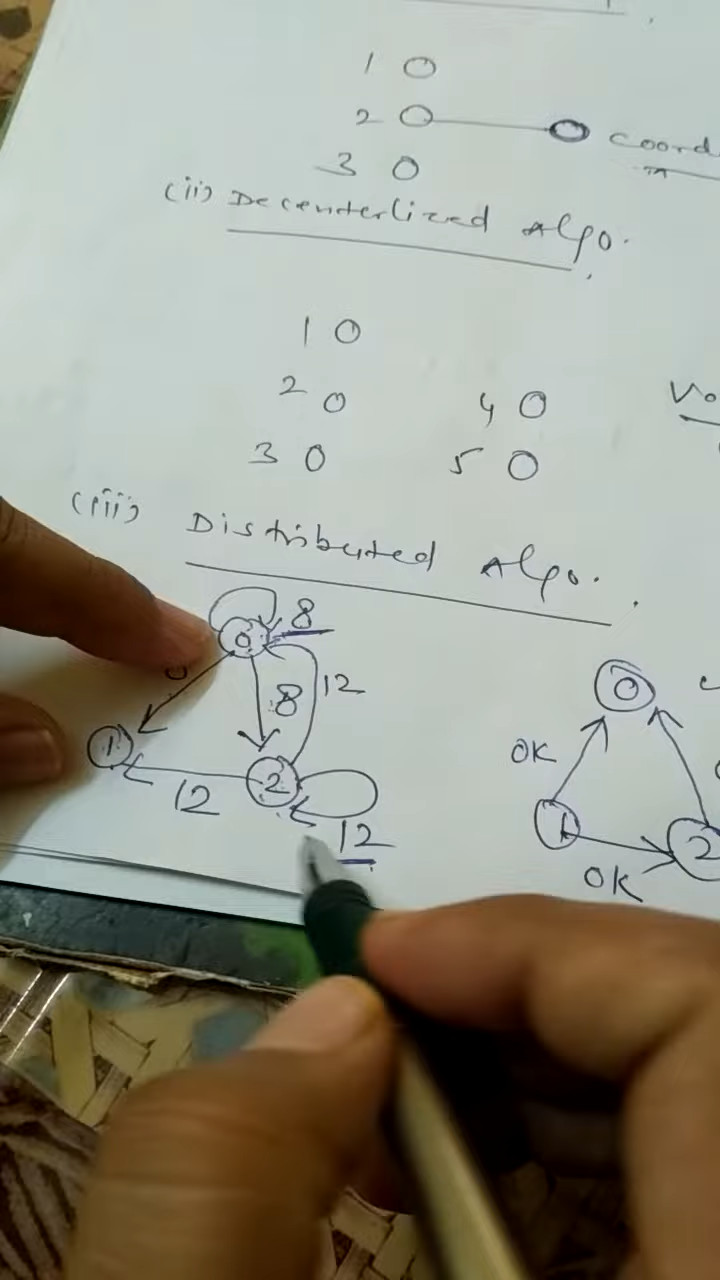 1
2 Coord
3
(ii) Decenterlized Algo.
1
2 4
3 5
(iii) Distributed Algo.
0 8
8 12
1 2
12
12
0
OK
1 2
OK